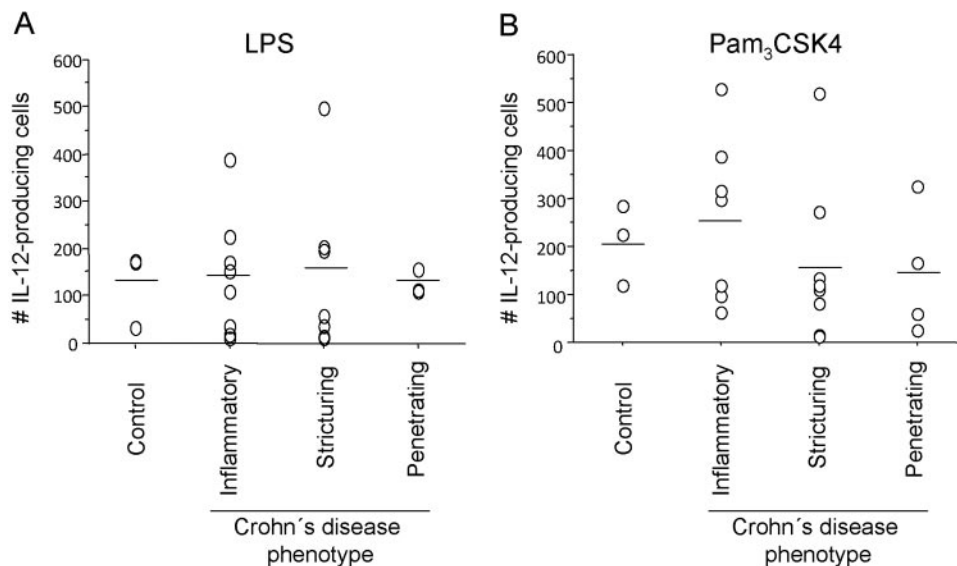 A
LPS
# IL-12-producing cells
600
500
400
300
200
100
0
Control
Inflammatory
Stricturing
Penetrating
Crohn´s disease
phenotype
B
Pam₃CSK4
# IL-12-producing cells
600
500
400
300
200
100
0
Control
Inflammatory
Stricturing
Penetrating
Crohn´s disease
phenotype